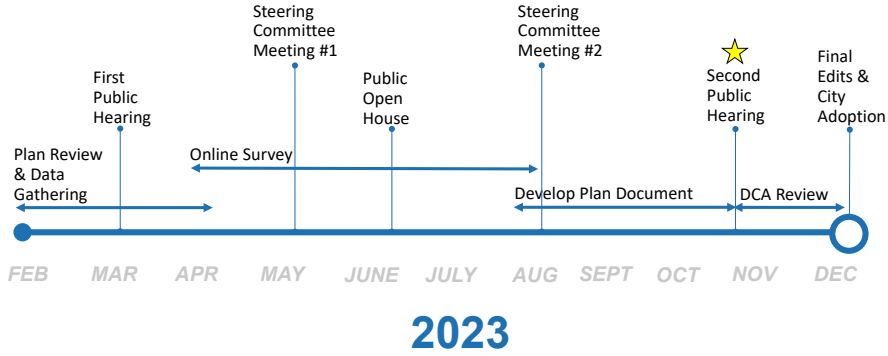 Steering
Committee
Meeting #1
Steering
Committee
Meeting #2
First
Public
Hearing
Public
Open
House
Second
Public
Hearing
Final
Edits &
City
Adoption
Plan Review
& Data
Gathering
Online Survey
Develop Plan Document
DCA Review
FEB MAR APR MAY JUNE JULY AUG SEPT OCT NOV DEC
2023